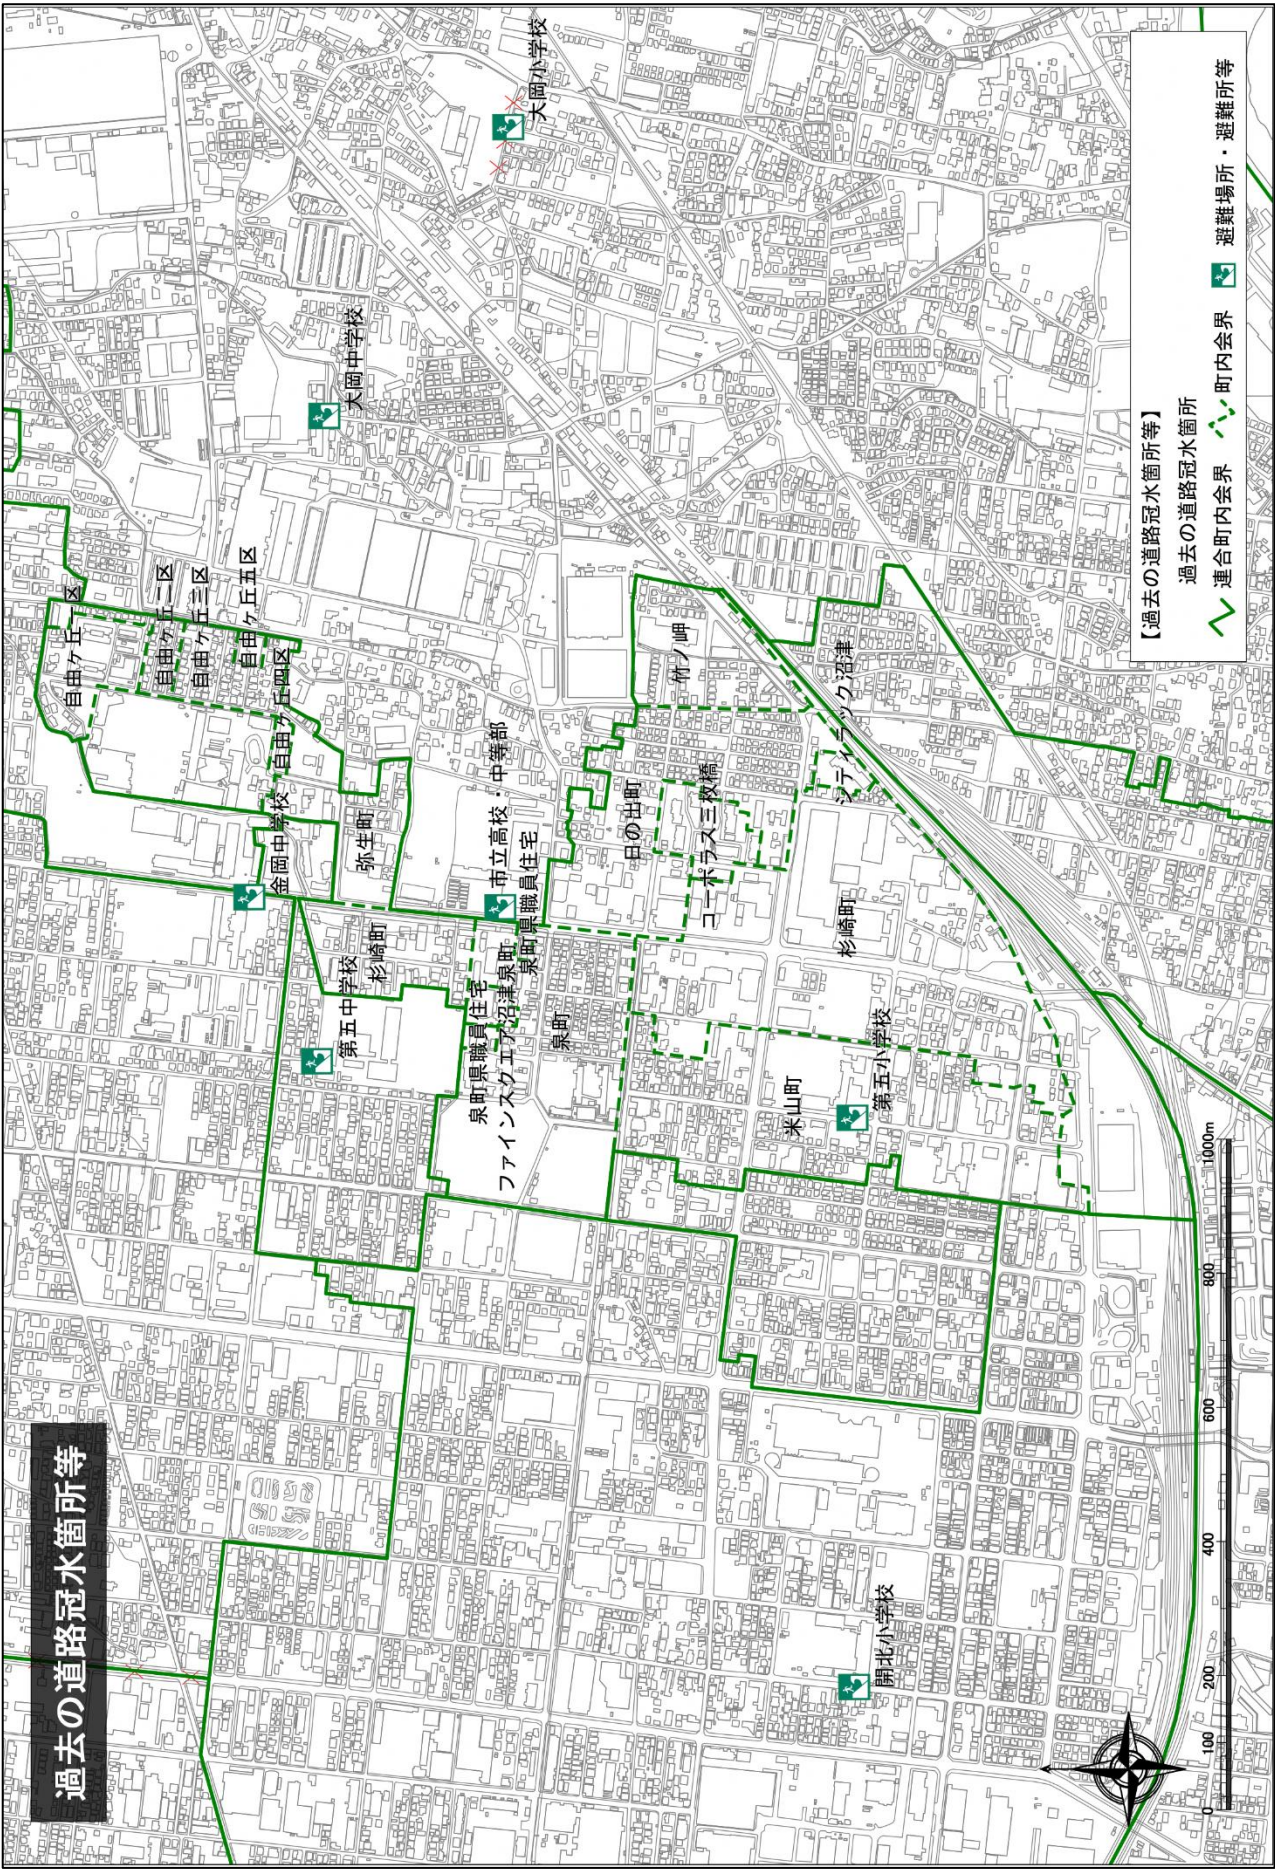 過去の道路冠水箇所等
自由ヶ丘一区
自由ヶ丘二区
自由ヶ丘三区
自由ヶ丘五区
自由ヶ丘四区
金岡中学校
弥生町
杉崎町
第五中学校
大岡中学校
大岡小学校
市立高校・中等部
泉町県職員住宅
泉町県職員住宅
ファインスクエア沼津泉町
泉町
日の出町
竹ノ岬
コーポラス三枚橋
シティラック沼津
杉崎町
米山町
第五小学校
開北小学校
【過去の道路冠水箇所等】
過去の道路冠水箇所
連合町内会界 町内会界 避難場所・避難所等
0 100 200 400 600 800 1000m